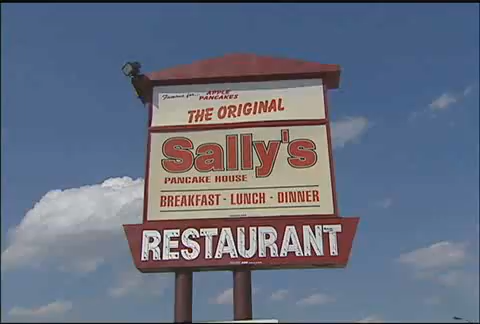 Famous for... APPLE
PANCAKES
THE ORIGINAL
Sally's
PANCAKE HOUSE
BREAKFAST - LUNCH - DINNER
RESTAURANT